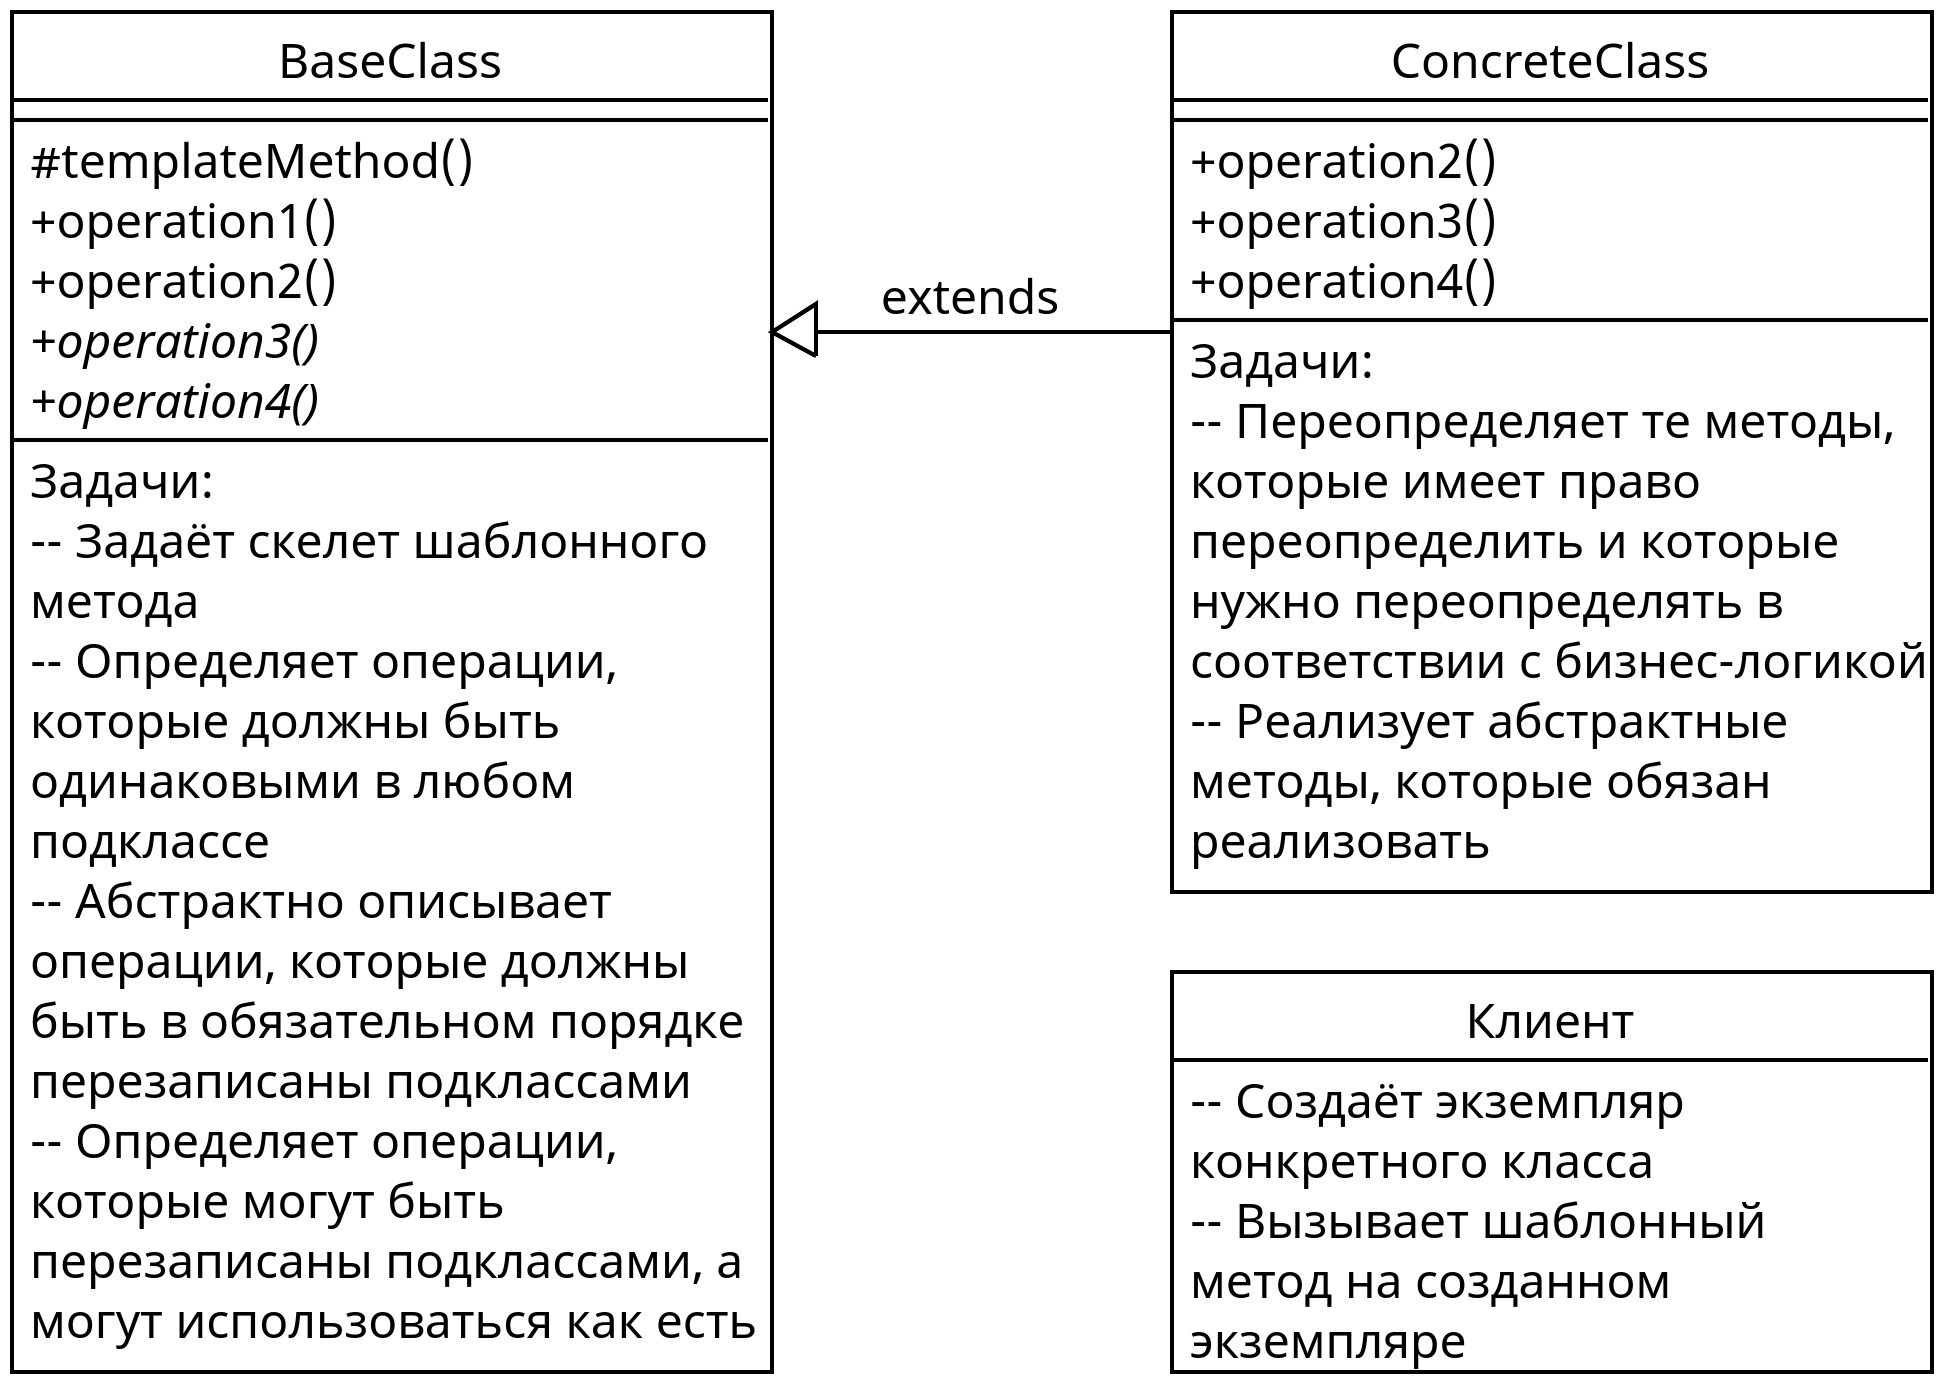 BaseClass
#templateMethod()
+operation1()
+operation2()
+operation3()
+operation4()
Задачи:
-- Задаёт скелет шаблонного
метода
-- Определяет операции,
которые должны быть
одинаковыми в любом
подклассе
-- Абстрактно описывает
операции, которые должны
быть в обязательном порядке
перезаписаны подклассами
-- Определяет операции,
которые могут быть
перезаписаны подклассами, а
могут использоваться как есть
extends
ConcreteClass
+operation2()
+operation3()
+operation4()
Задачи:
-- Переопределяет те методы,
которые имеет право
переопределить и которые
нужно переопределять в
соответствии с бизнес-логикой
-- Реализует абстрактные
методы, которые обязан
реализовать
Клиент
-- Создаёт экземпляр
конкретного класса
-- Вызывает шаблонный
метод на созданном
экземпляре